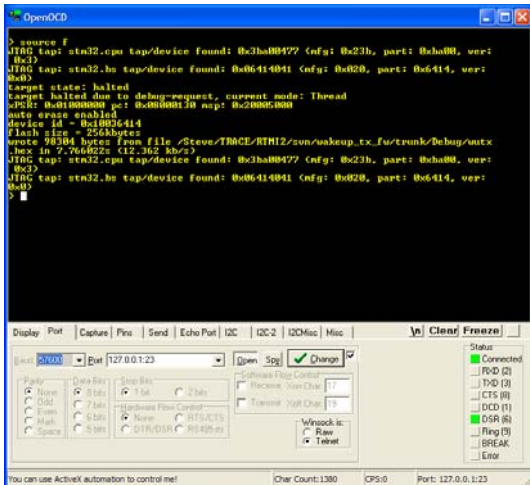 OpenOCD
> source f
JTAG tap: stm32.cpu tap/device found: 0x3ba00477 (mfg: 0x23b, part: 0xba00, ver:
0x3)
JTAG tap: stm32.bs tap/device found: 0x06414041 (mfg: 0x020, part: 0x6414, ver:
0x0)
target state: halted
target halted due to debug-request, current mode: Thread
xPSR: 0x01000000 pc: 0x08000130 msp: 0x20005000
auto erase enabled
device id = 0x10036414
flash size = 256kbytes
wrote 98304 bytes from file /Steve/TRACE/RTMI2/svn/wakeup_tx_fw/trunk/Debug/wutx
.hex in 7.766022s (12.362 kb/s)
JTAG tap: stm32.cpu tap/device found: 0x3ba00477 (mfg: 0x23b, part: 0xba00, ver:
0x3)
JTAG tap: stm32.bs tap/device found: 0x06414041 (mfg: 0x020, part: 0x6414, ver:
0x0)
>
Display Port Capture Pins Send Echo Port I2C I2C-2 I2CMisc Misc \n Clear Freeze
Baud 57600 Port 127.0.0.1:23 Open Spy Change
Parity
None
Odd
Even
Mark
Space
Data Bits
8 bits
7 bits
6 bits
5 bits
Stop Bits
1 bit 2 bits
Hardware Flow Control
None RTS/CTS
DTR/DSR RS485-rts
Software Flow Control
Receive Xon Char: 17
Transmit Xoff Char: 19
Winsock is:
Raw
Telnet
Status
Connected
RXD (2)
TXD (3)
CTS (8)
DCD (1)
DSR (6)
Ring (9)
BREAK
Error
You can use ActiveX automation to control me! Char Count:1380 CPS:0 Port: 127.0.0.1:23